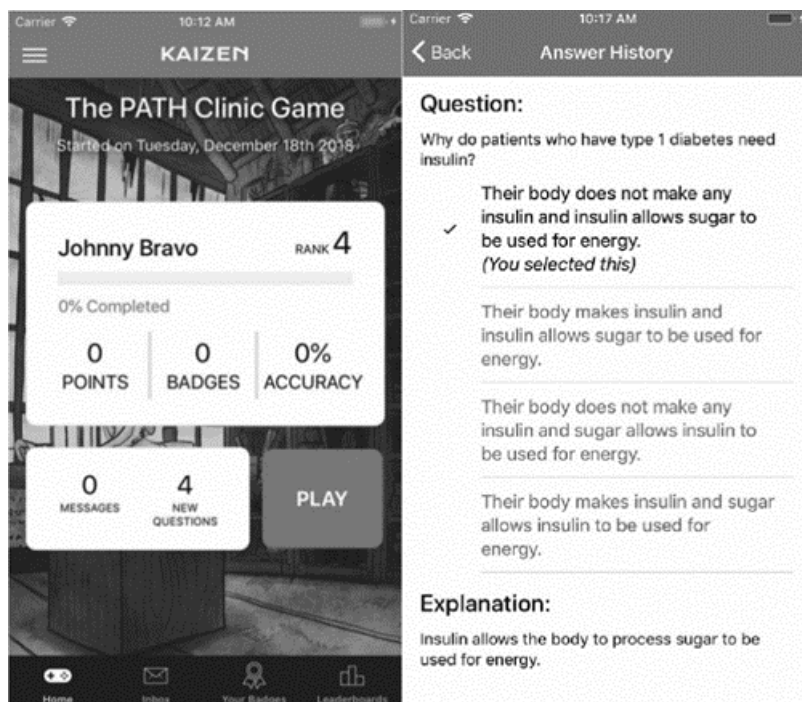 Carrier 10:12 AM
KAIZEN
The PATH Clinic Game
Started on Tuesday, December 18th 2018
Johnny Bravo RANK 4
0% Completed
0 0 0%
POINTS BADGES ACCURACY
0 4
MESSAGES NEW QUESTIONS
PLAY
Home Inbox Your Badges Leaderboards
Carrier 10:17 AM
Back Answer History
Question:
Why do patients who have type 1 diabetes need
insulin?
Their body does not make any
insulin and insulin allows sugar to
be used for energy.
(You selected this)
Their body makes insulin and
insulin allows sugar to be used for
energy.
Their body does not make any
insulin and sugar allows insulin to
be used for energy.
Their body makes insulin and sugar
allows insulin to be used for
energy.
Explanation:
Insulin allows the body to process sugar to be
used for energy.